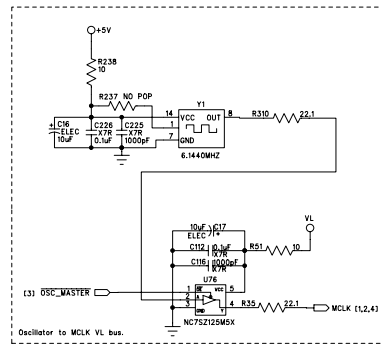 +5V
R238
10
R237 NO POP
Y1
14 VCC OUT 8
1
7 GND
6.1440MHZ
R310 22.1
C16
ELEC
10uF
C226
X7R
0.1uF
C225
X7R
1000pF
10uF C17
ELEC
C112 0.1uF
X7R
C116 1000pF
X7R
VL
R51 10
U76
[3] OSC_MASTER
1 OE VCC 5
2 A
3 GND Y 4
NC7SZ125M5X
R35 22.1
MCLK [1,2,4]
Oscillator to MCLK VL bus.